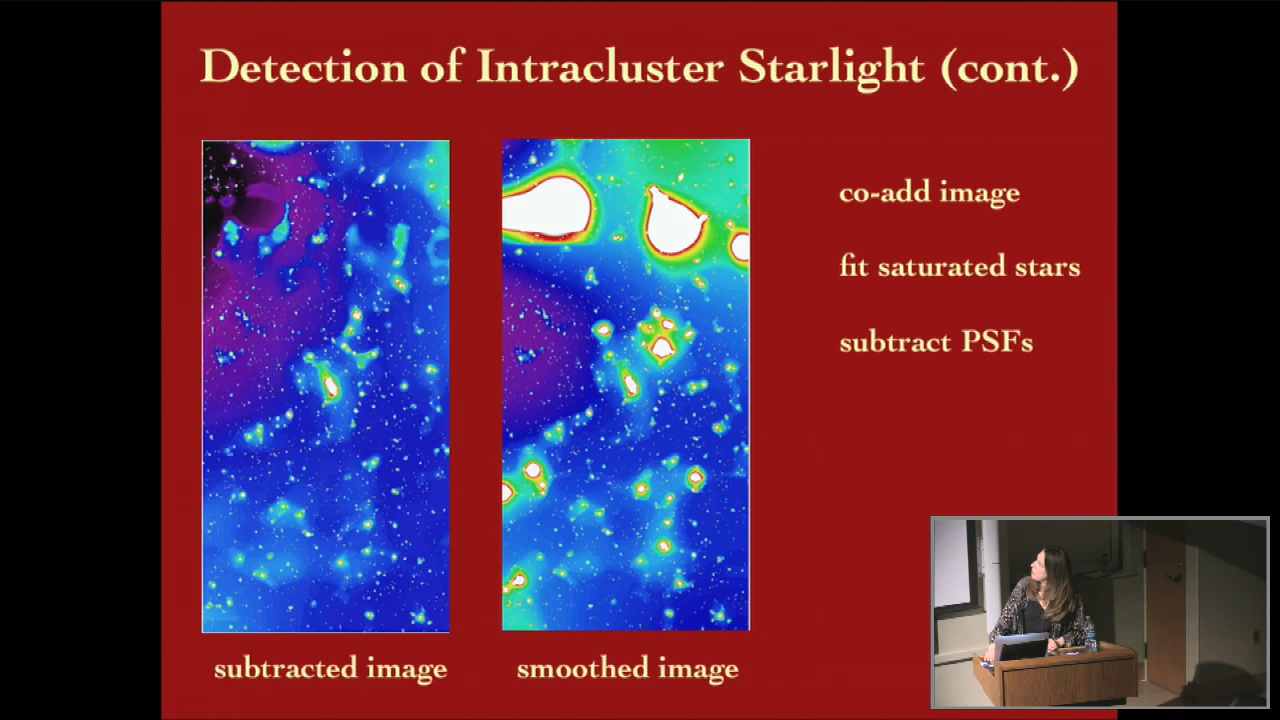 Detection of Intracluster Starlight (cont.)
co-add image
fit saturated stars
subtract PSFs
subtracted image
smoothed image